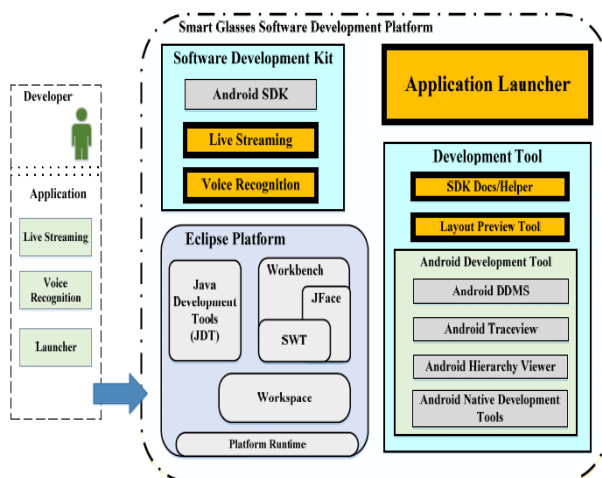 Smart Glasses Software Development Platform
Developer
Application
Live Streaming
Voice
Recognition
Launcher
Software Development Kit
Android SDK
Live Streaming
Voice Recognition
Application Launcher
Eclipse Platform
Java
Development
Tools
(JDT)
Workbench
JFace
SWT
Workspace
Platform Runtime
Development Tool
SDK Docs/Helper
Layout Preview Tool
Android Development Tool
Android DDMS
Android Traceview
Android Hierarchy Viewer
Android Native Development
Tools